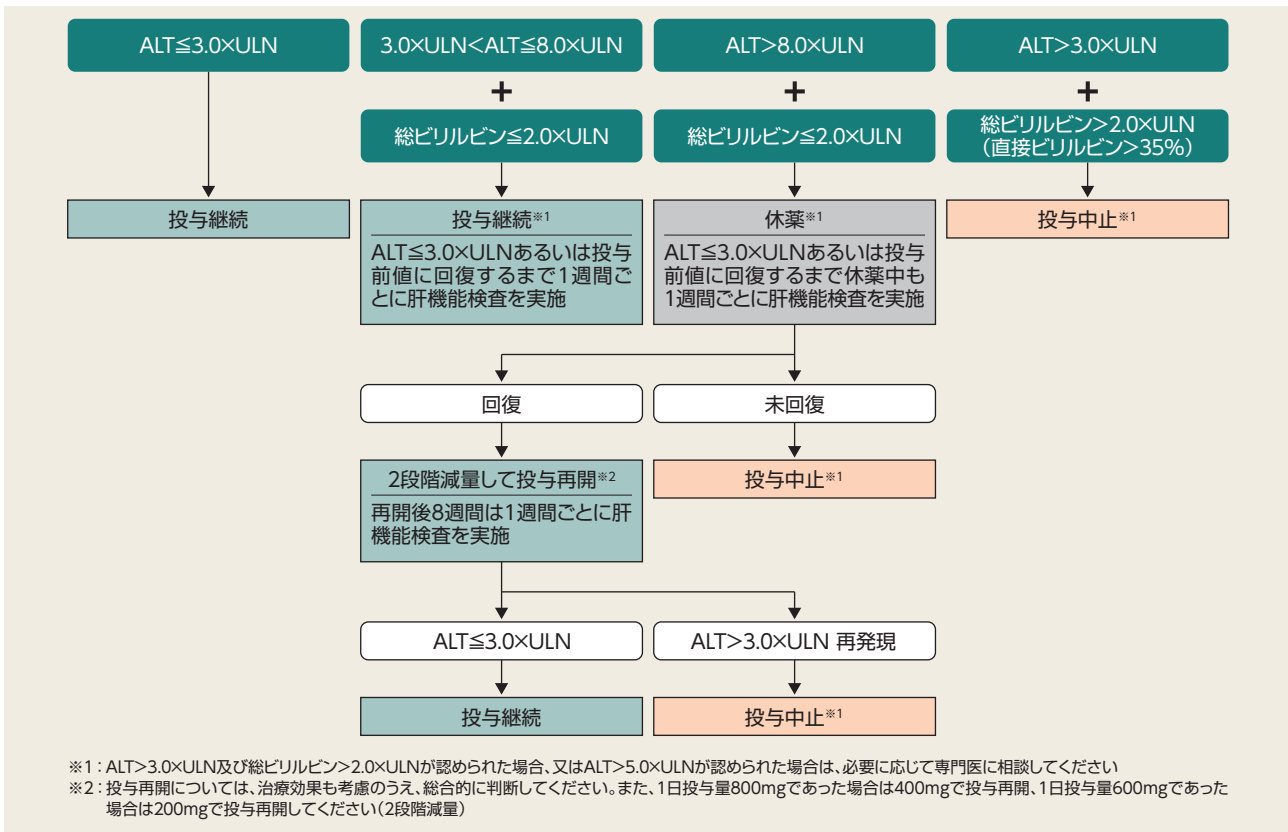 ALT≦3.0×ULN
3.0×ULN<ALT≦8.0×ULN
ALT>8.0×ULN
ALT>3.0×ULN
+
+
+
総ビリルビン≦2.0×ULN
総ビリルビン≦2.0×ULN
総ビリルビン>2.0×ULN
(直接ビリルビン>35%)
投与継続
投与継続※1
ALT≦3.0×ULNあるいは投与
前値に回復するまで1週間ご
とに肝機能検査を実施
休薬※1
ALT≦3.0×ULNあるいは投与
前値に回復するまで休薬中も
1週間ごとに肝機能検査を実施
投与中止※1
回復
未回復
2段階減量して投与再開※2
再開後8週間は1週間ごとに肝
機能検査を実施
投与中止※1
ALT≦3.0×ULN
ALT>3.0×ULN 再発現
投与継続
投与中止※1
※1：ALT>3.0×ULN及び総ビリルビン>2.0×ULNが認められた場合、又はALT>5.0×ULNが認められた場合は、必要に応じて専門医に相談してください
※2：投与再開については、治療効果も考慮のうえ、総合的に判断してください。また、1日投与量800mgであった場合は400mgで投与再開、1日投与量600mgであった
場合は200mgで投与再開してください(2段階減量)